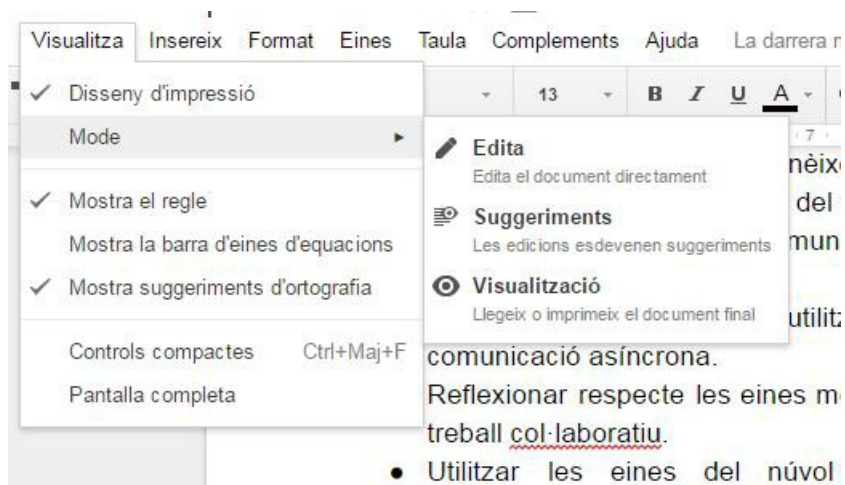 Visualitza Insereix Format Eines Taula Complements Ajuda La darrera
Disseny d'impressió
Mode
Mostra el regle
Mostra la barra d'eines d'equacions
Mostra suggeriments d'ortografia
Controls compactes Ctrl+Maj+F
Pantalla completa
13 B I U A
7
Edita
Edita el document directament
Suggeriments
Les edicions esdevenen suggeriments
Visualització
Llegeix o imprimeix el document final
del
comunicació asíncrona.
Reflexionar respecte les eines
treball col·laboratiu.
● Utilitzar les eines del núvol